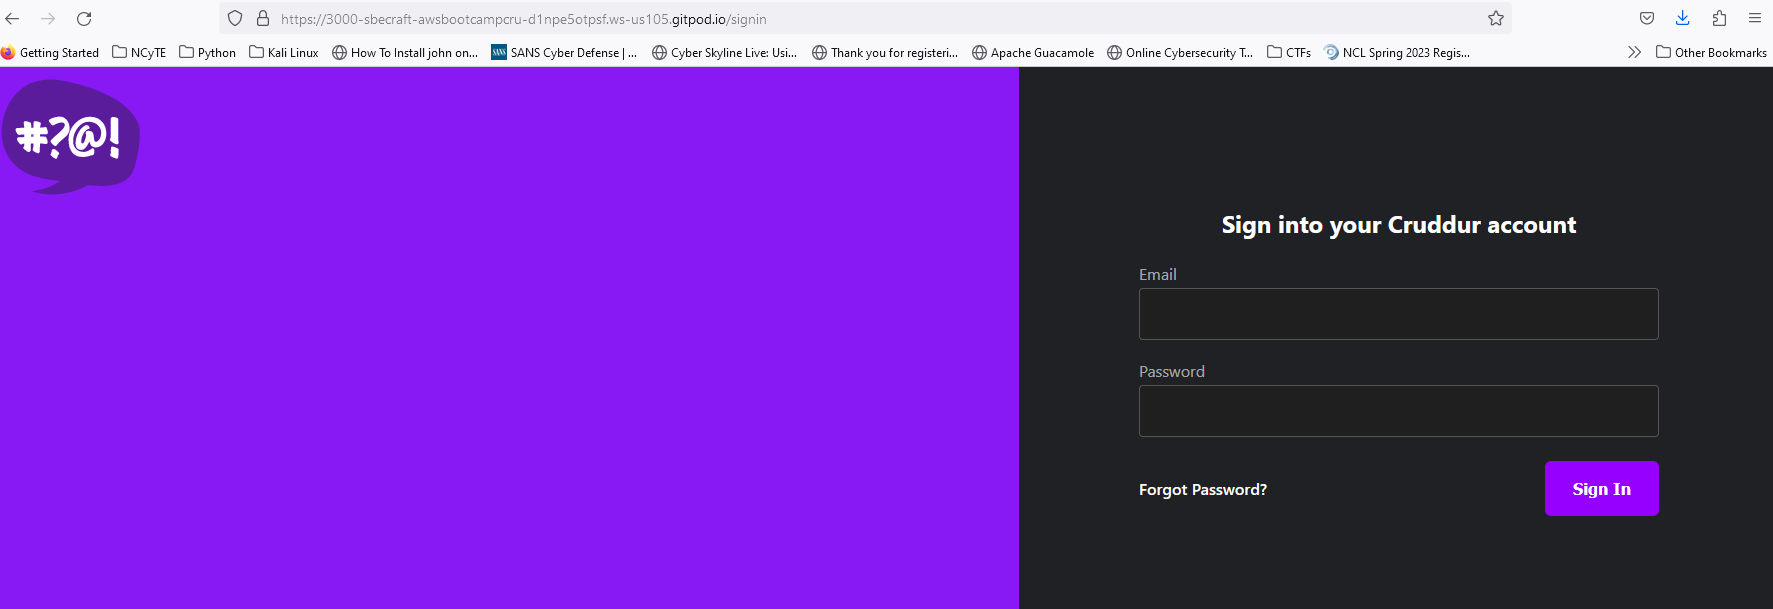 https://3000-sbecraft-awsbootcampcru-d1npe5otpsf.ws-us105.gitpod.io/signin
Getting Started NCyTE Python Kali Linux How To Install john on... SANS SANS Cyber Defense | ... Cyber Skyline Live: Usi... Thank you for registeri... Apache Guacamole Online Cybersecurity T... CTFs NCL Spring 2023 Regis... Other Bookmarks
#?@!
Sign into your Cruddur account
Email
Password
Forgot Password? Sign In